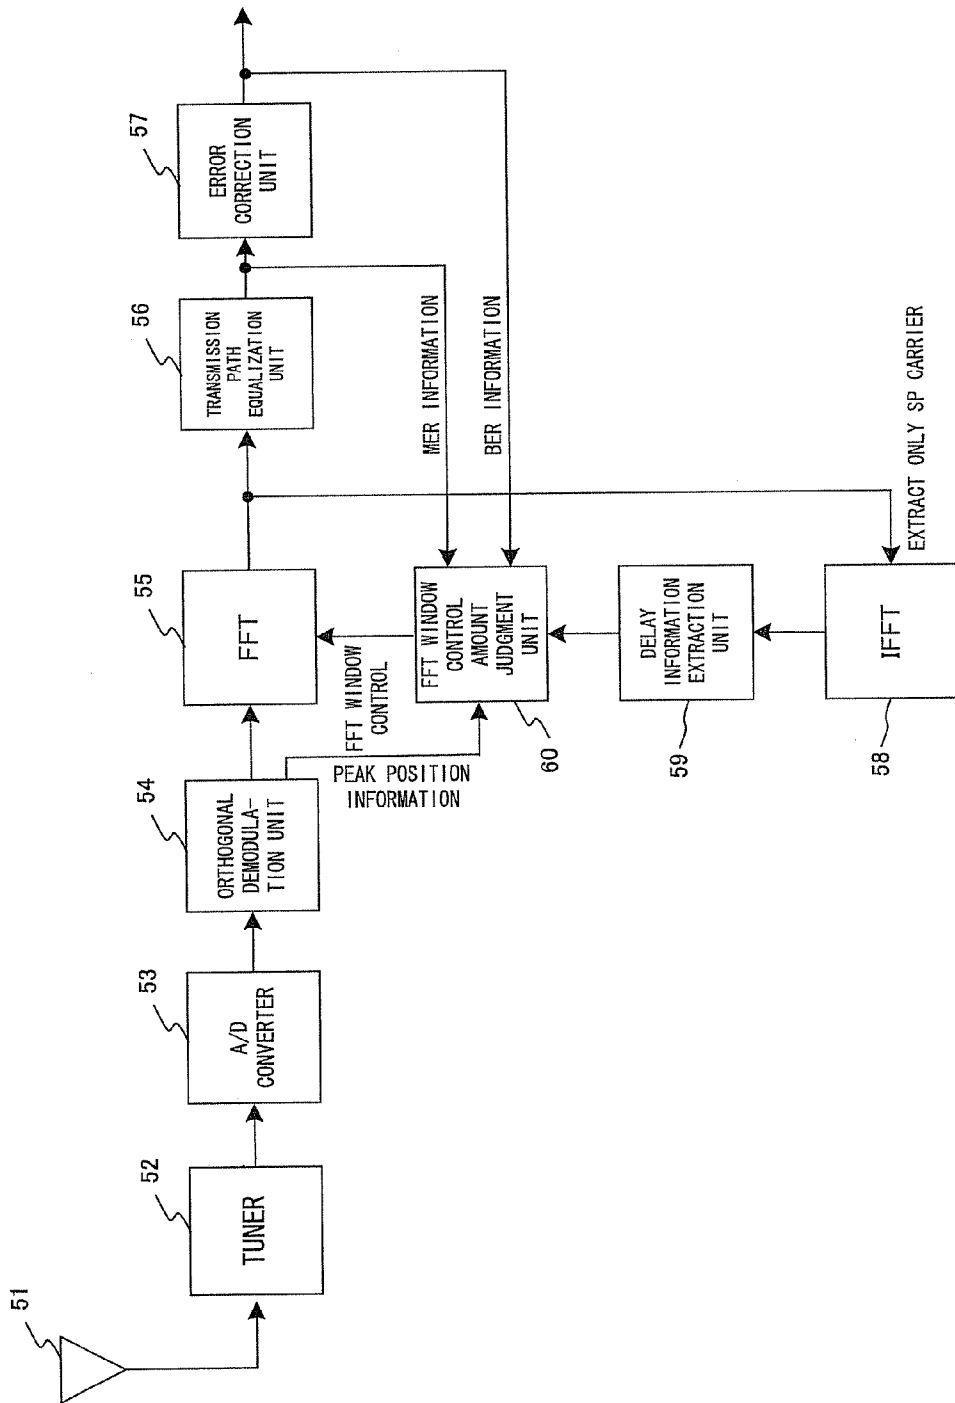 51
52
TUNER
53
A/D
CONVERTER
54
ORTHOGONAL
DEMODULA-
TION UNIT
PEAK POSITION
INFORMATION
55
FFT
FFT WINDOW
CONTROL
56
TRANSMISSION
PATH
EQUALIZATION
UNIT
57
ERROR
CORRECTION
UNIT
MER INFORMATION
BER INFORMATION
FFT WINDOW
CONTROL
AMOUNT
JUDGMENT
UNIT
60
DELAY
INFORMATION
EXTRACTION
UNIT
59
IFFT
58
EXTRACT ONLY SP CARRIER